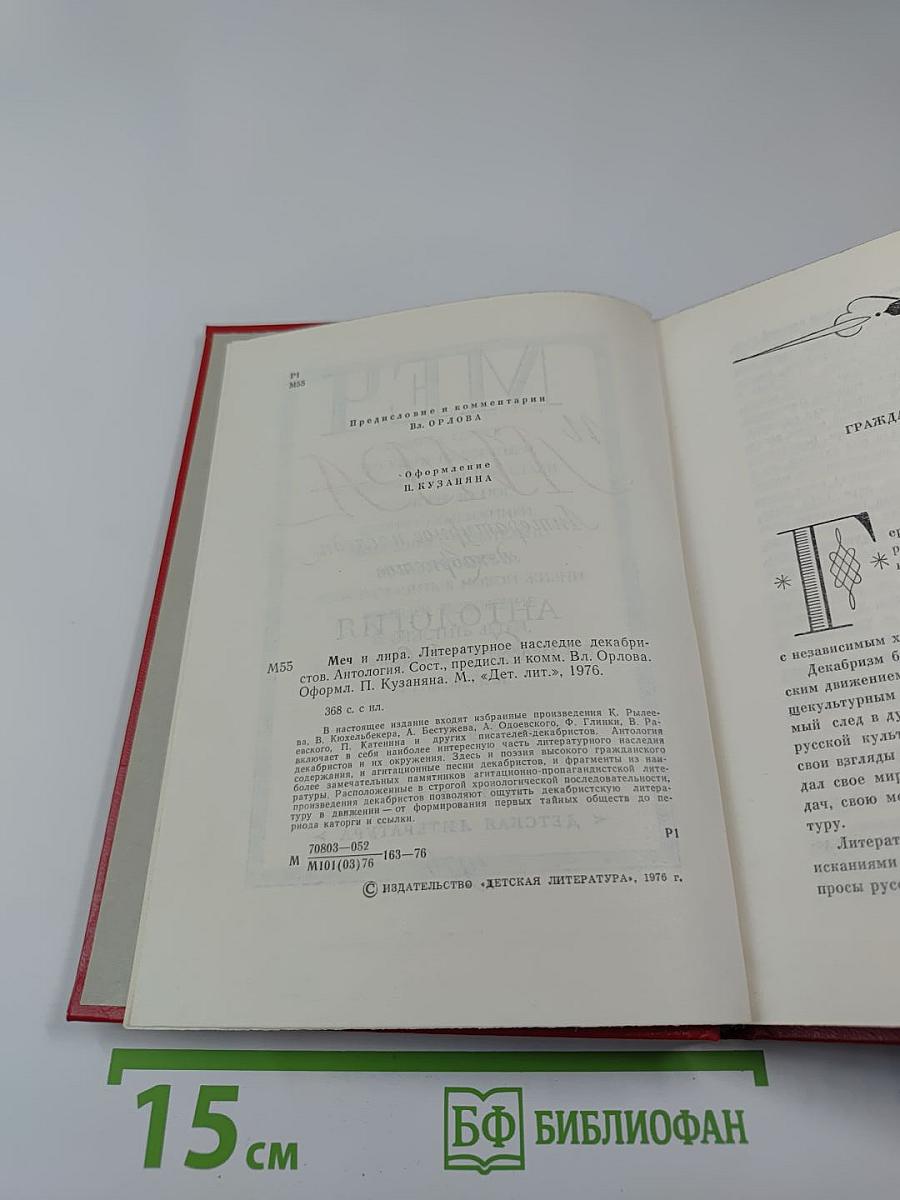 Р1
М55
Предисловие и комментарии
Вл. ОРЛОВА
Оформление
П. КУЗАНЯНА
М55
Меч и лира. Литературное наследие декабри-
стов. Антология. Сост., предисл. и комм. Вл. Орлова.
Оформл. П. Кузаняна. М., «Дет. лит.», 1976.
368 с. с ил.
В настоящее издание входят избранные произведения К. Рылее-
ва, В. Кюхельбекера, А. Бестужева, А. Одоевского, Ф. Глинки, В. Ра-
евского, П. Катенина и других писателей-декабристов. Антология
включает в себя наиболее интересную часть литературного наследия
декабристов и их окружения. Здесь и поэзия высокого гражданского
содержания, и агитационные песни декабристов, и фрагменты из наи-
более замечательных памятников агитационно-пропагандистской лите-
ратуры. Расположенные в строгой хронологической последовательности,
произведения декабристов позволяют ощутить декабристскую литера-
туру в движении — от формирования первых тайных обществ до пе-
риода каторги и ссылки.
М 70803—052
М101(03)76 163—76
Р1
© ИЗДАТЕЛЬСТВО «ДЕТСКАЯ ЛИТЕРАТУРА», 1976 г.
ГРАЖДА
Г
с независимым х
Декабризм б
ским движением
щекультурным
мый след в ду
русской культ
свои взгляды
дал свое мир
дач, свою ме
туру.
Литерат
исканиями
просы русс
15 см
БФ БИБЛИОФАН